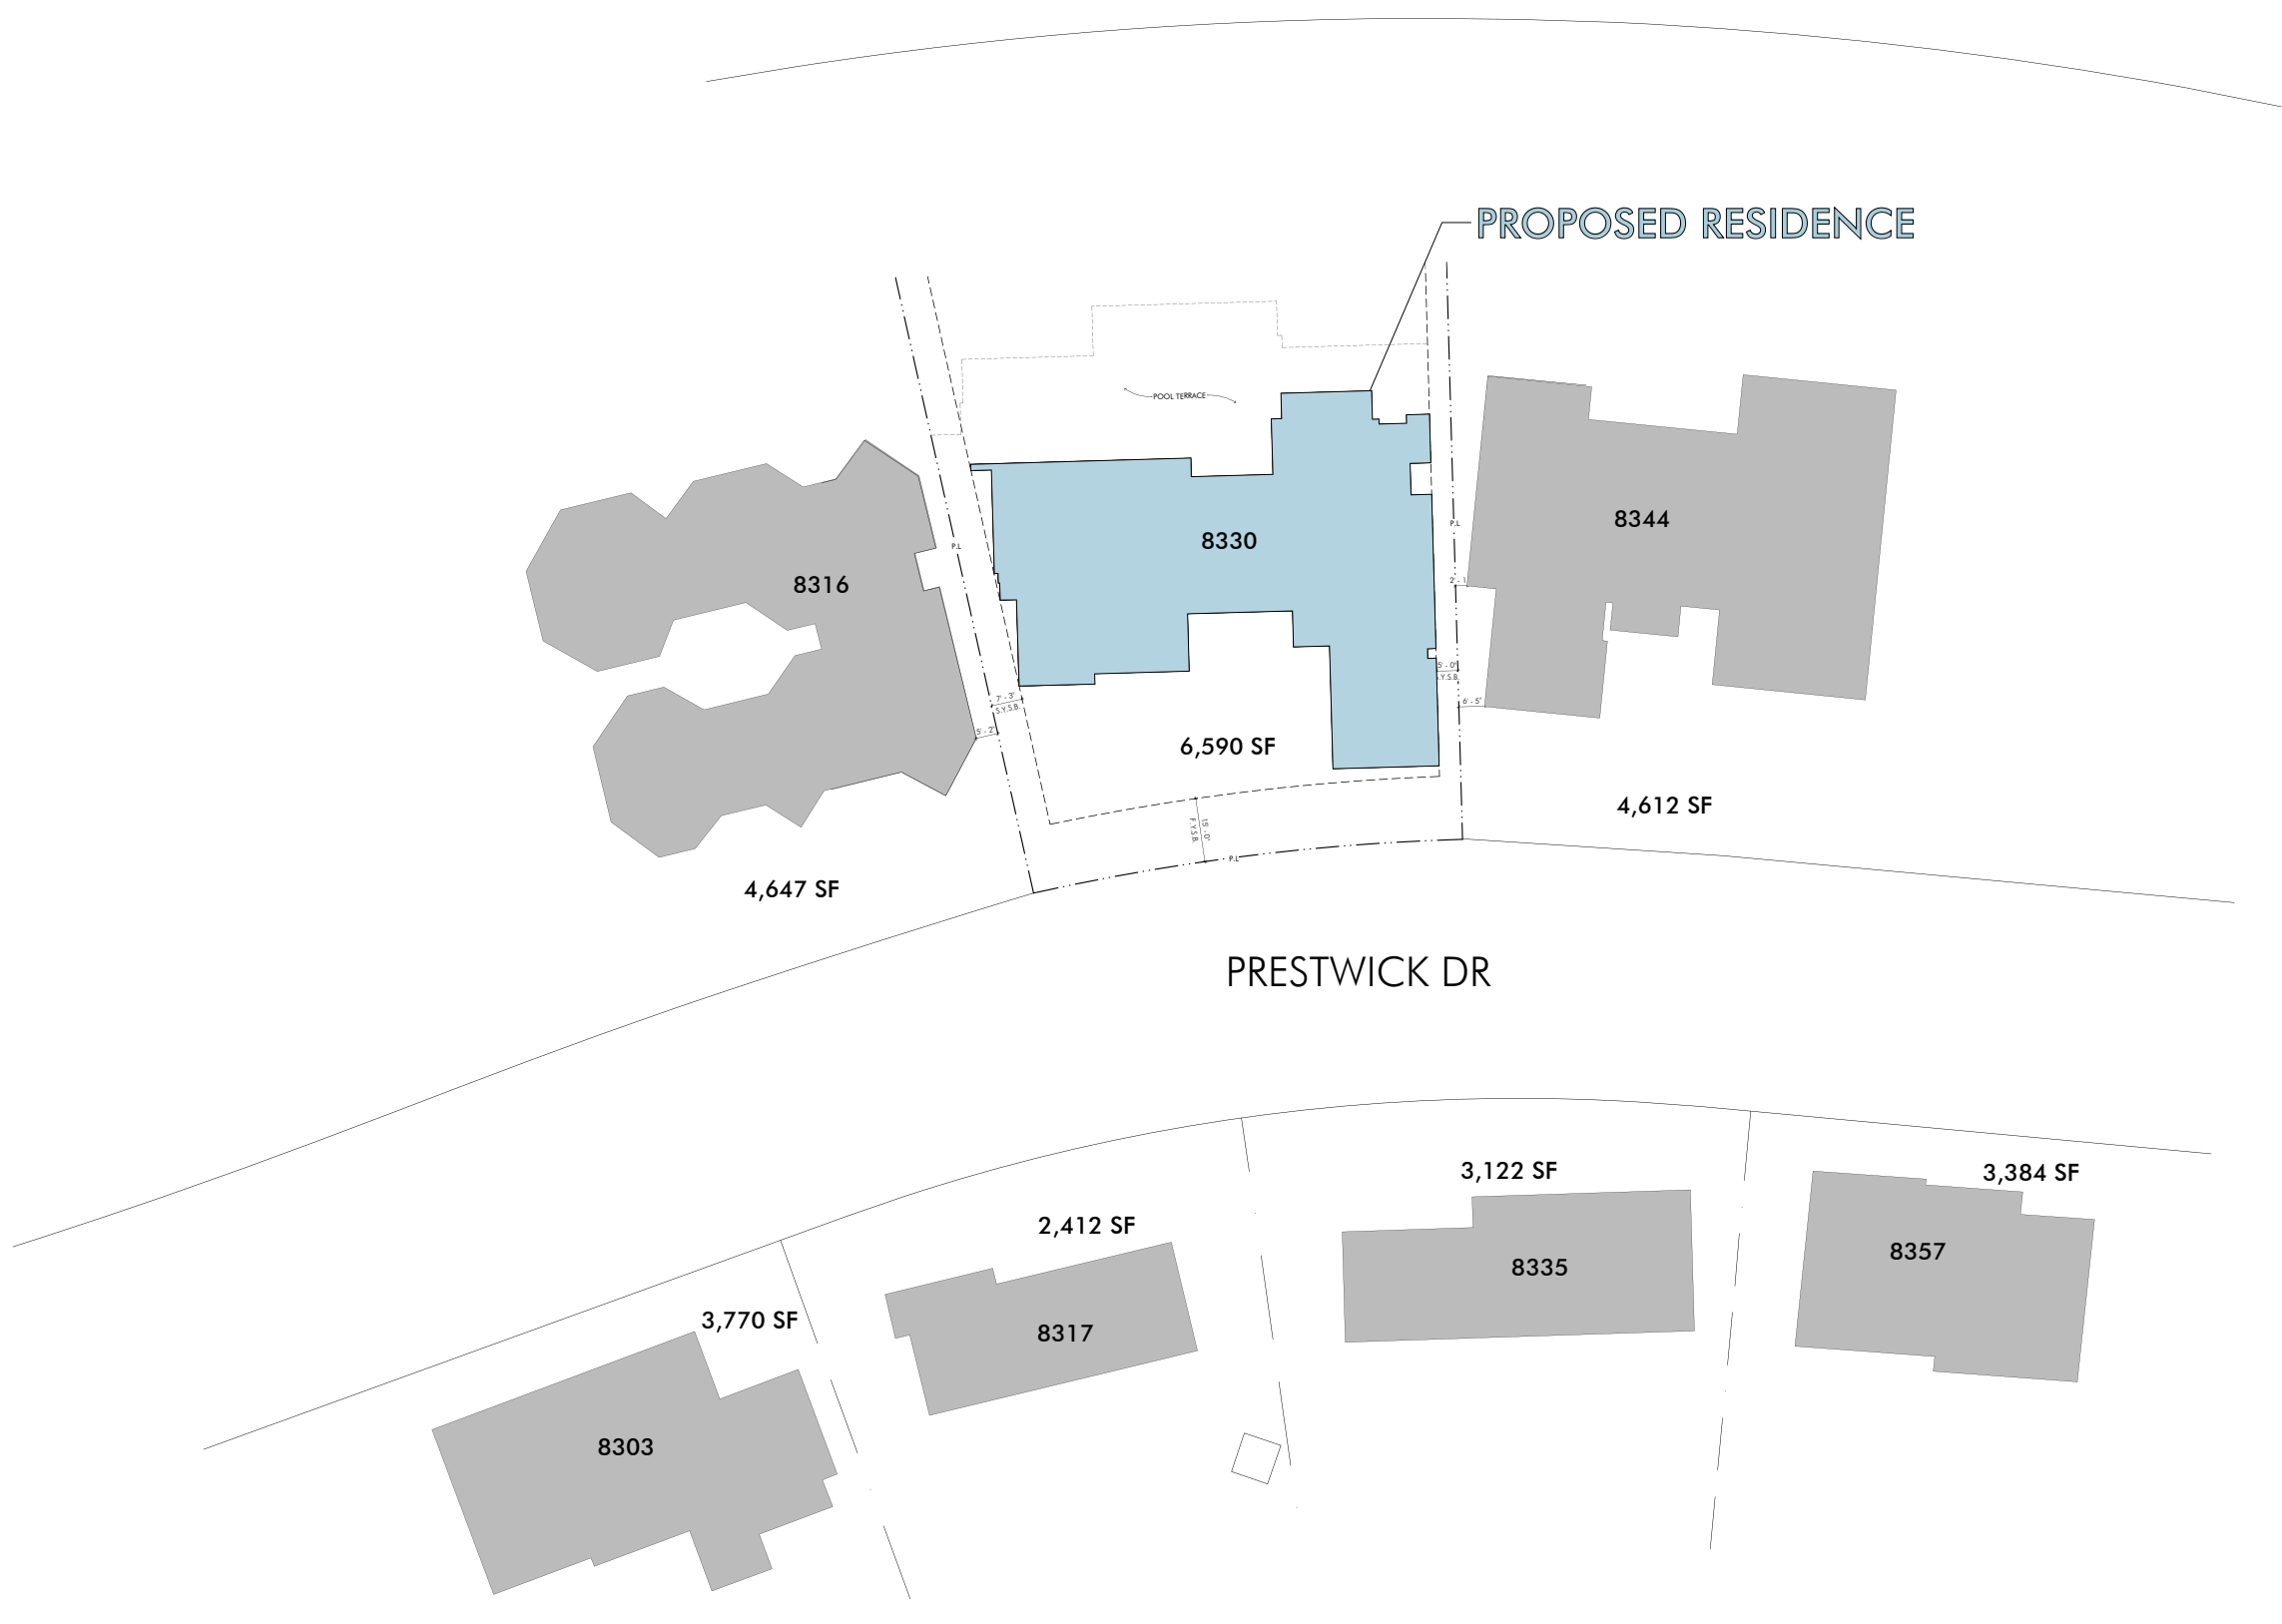 PROPOSED RESIDENCE
POOL TERRACE
8344
8330
P.L
P.L
8316
2' - 1
5' - 0"
S.Y.S.B.
7' - 3"
S.Y.S.B.
6' - 5"
5' - 2"
6,590 SF
4,612 SF
15' - 0"
F.Y.S.B.
P.L
4,647 SF
PRESTWICK DR
3,122 SF
3,384 SF
2,412 SF
8357
8335
3,770 SF
8317
8303